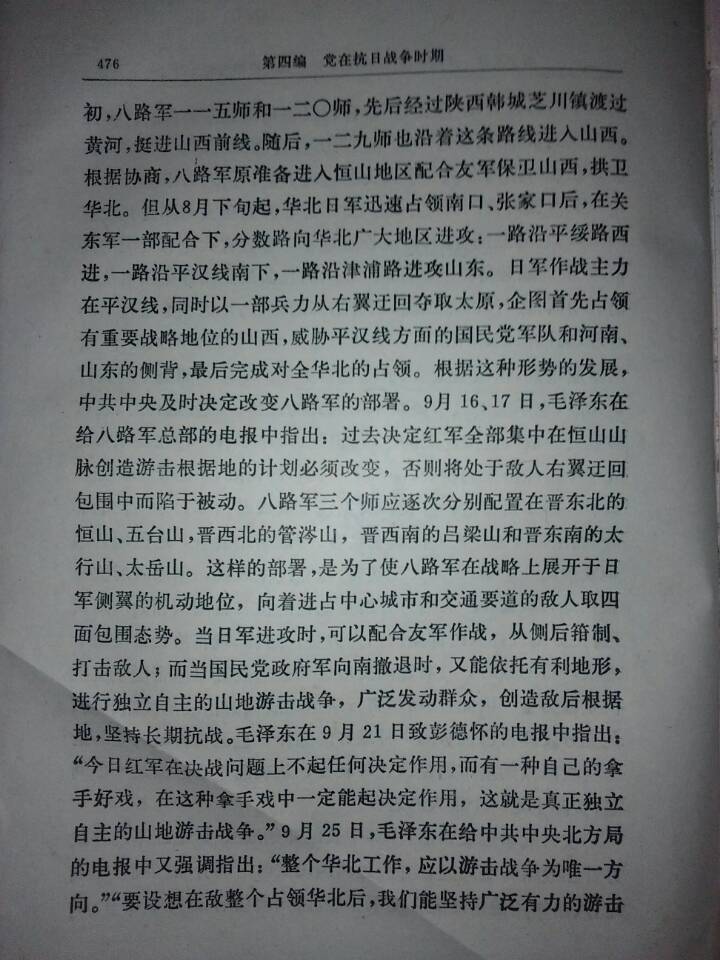 476 第四编 党在抗日战争时期
初,八路军一一五师和一二〇师,先后经过陕西韩城芝川镇渡过
黄河,挺进山西前线。随后,一二九师也沿着这条路线进入山西。
根据协商,八路军原准备进入恒山地区配合友军保卫山西,拱卫
华北。但从8月下旬起,华北日军迅速占领南口、张家口后,在关
东军一部配合下,分数路向华北广大地区进攻:一路沿平绥路西
进,一路沿平汉线南下,一路沿津浦路进攻山东。日军作战主力
在平汉线,同时以一部兵力从右翼迂回夺取太原,企图首先占领
有重要战略地位的山西,威胁平汉线方面的国民党军队和河南、
山东的侧背,最后完成对全华北的占领。根据这种形势的发展,
中共中央及时决定改变八路军的部署。9月16、17日,毛泽东在
给八路军总部的电报中指出:过去决定红军全部集中在恒山山
脉创造游击根据地的计划必须改变,否则将处于敌人右翼迂回
包围中而陷于被动。八路军三个师应逐次分别配置在晋东北的
恒山、五台山,晋西北的管涔山,晋西南的吕梁山和晋东南的太
行山、太岳山。这样的部署,是为了使八路军在战略上展开于日
军侧翼的机动地位,向着进占中心城市和交通要道的敌人取四
面包围态势。当日军进攻时,可以配合友军作战,从侧后箝制、
打击敌人;而当国民党政府军向南撤退时,又能依托有利地形,
进行独立自主的山地游击战争,广泛发动群众,创造敌后根据
地,坚持长期抗战。毛泽东在9月21日致彭德怀的电报中指出:
“今日红军在决战问题上不起任何决定作用,而有一种自己的拿
手好戏,在这种拿手戏中一定能起决定作用,这就是真正独立
自主的山地游击战争。”9月25日,毛泽东在给中共中央北方局
的电报中又强调指出:“整个华北工作,应以游击战争为唯一方
向。”“要设想在敌整个占领华北后,我们能坚持广泛有力的游击